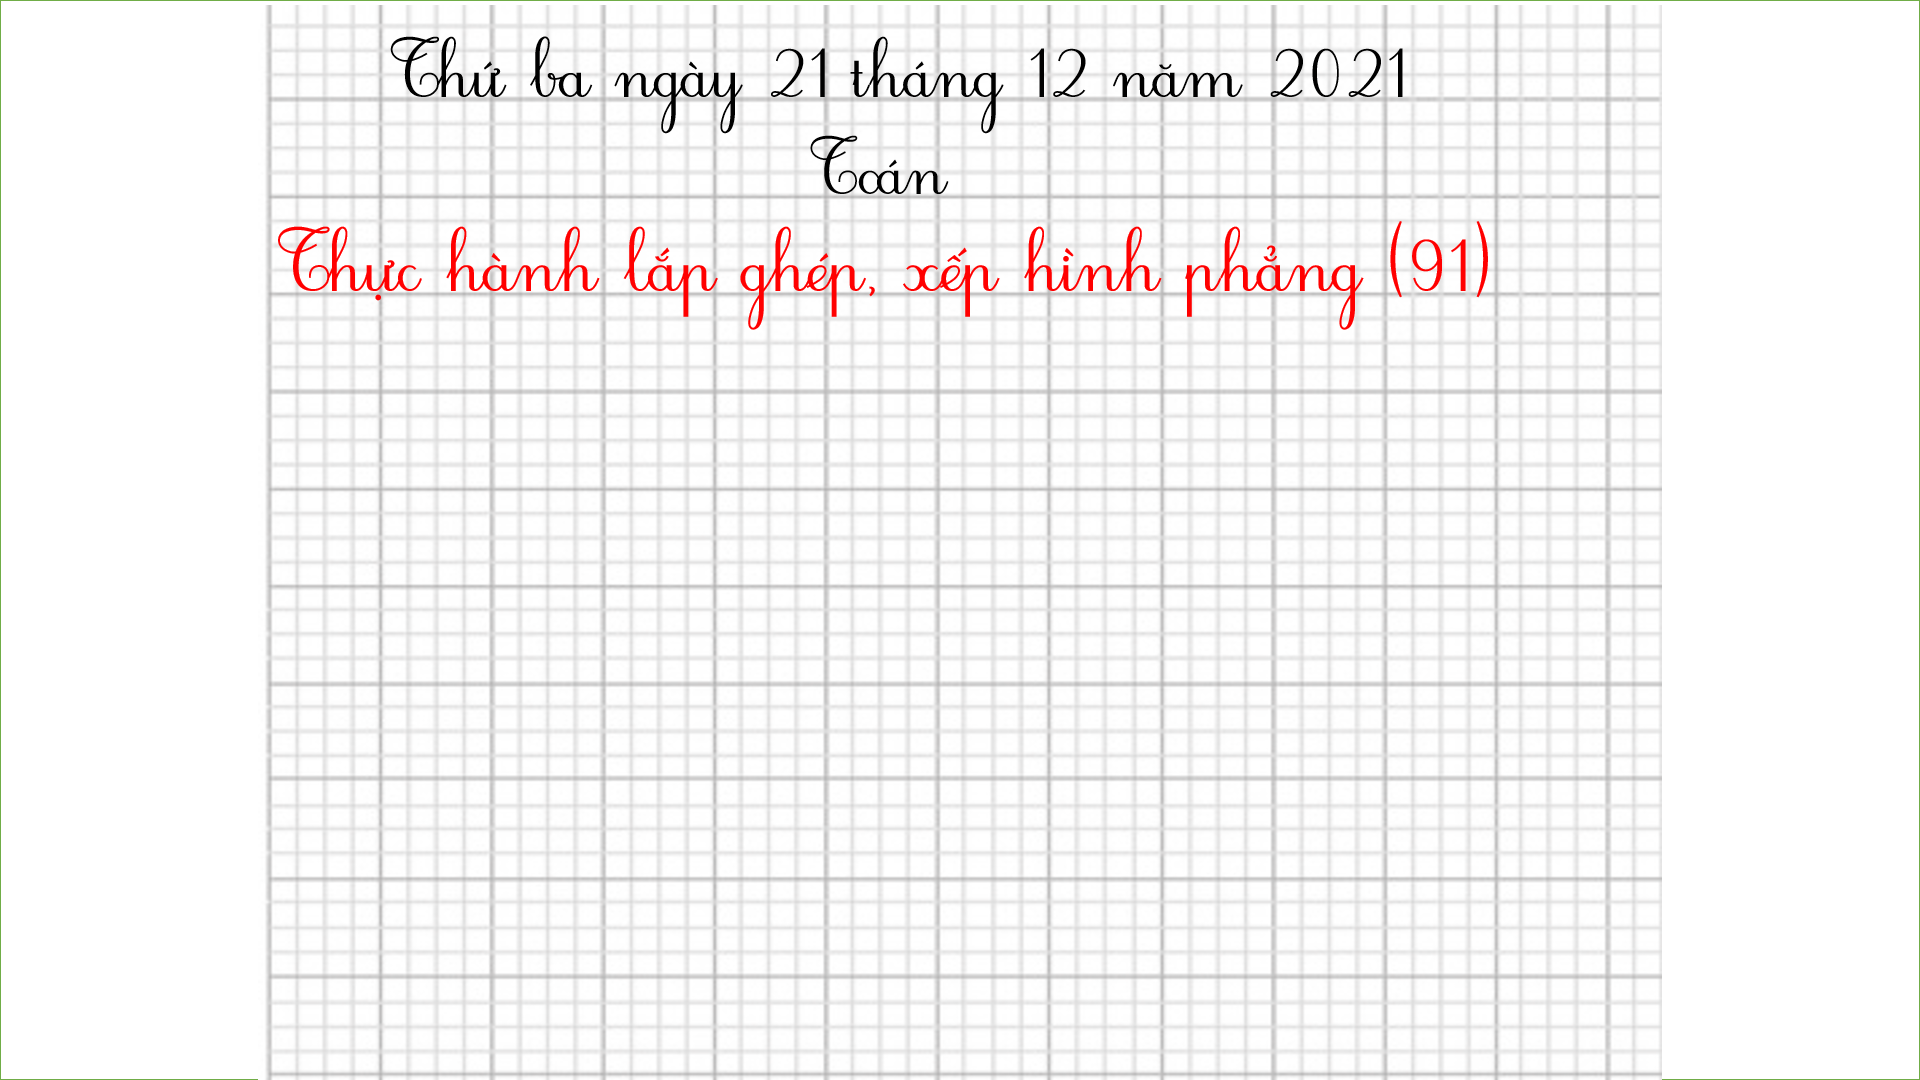 Thứ ba ngày 21 tháng 12 năm 2021
Toán
Thực hành lắp ghép, xếp hình phẳng (91)